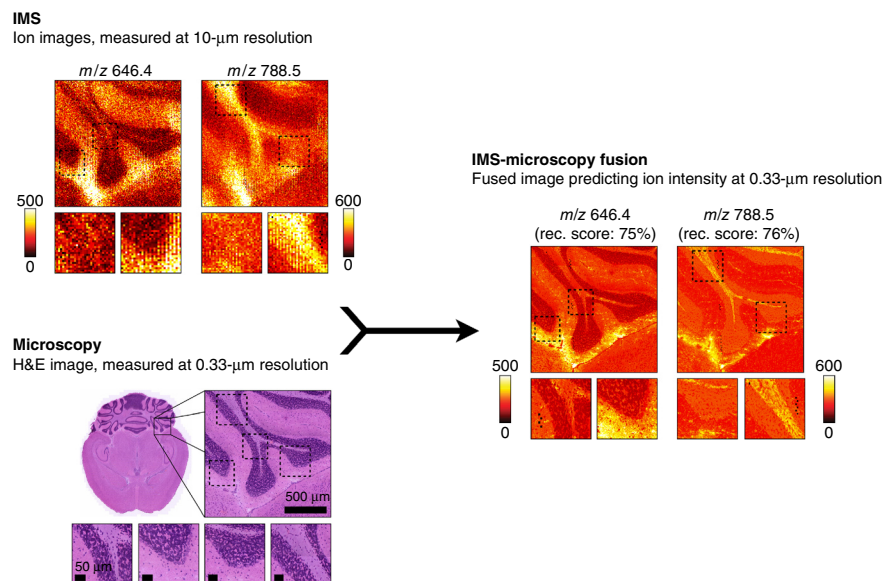 IMS
Ion images, measured at 10-μm resolution
m/z 646.4
m/z 788.5
500
0
600
0
IMS-microscopy fusion
Fused image predicting ion intensity at 0.33-μm resolution
m/z 646.4
(rec. score: 75%)
m/z 788.5
(rec. score: 76%)
500
0
600
0
Microscopy
H&E image, measured at 0.33-μm resolution
500 μm
50 μm